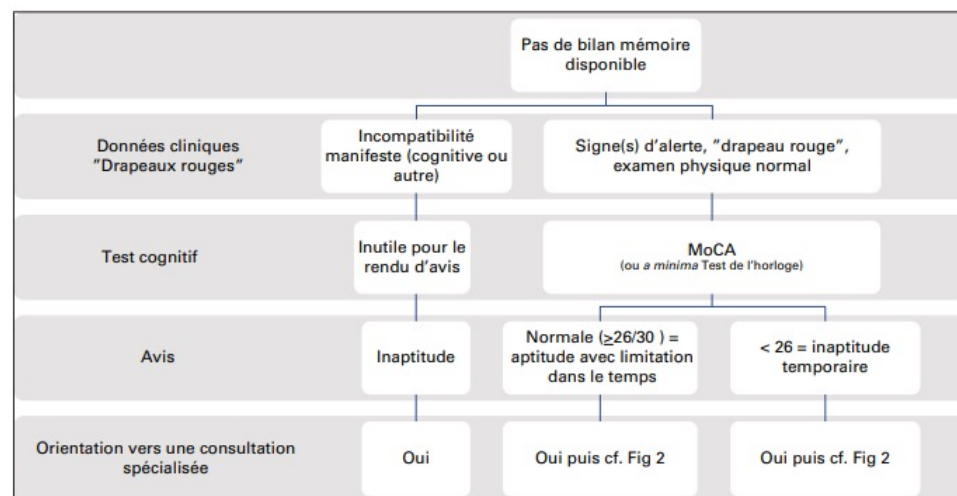 Pas de bilan mémoire
disponible
Données cliniques
"Drapeaux rouges"
Incompatibilité
manifeste (cognitive ou
autre)
Signe(s) d'alerte, "drapeau rouge",
examen physique normal
Test cognitif
Inutile pour le
rendu d'avis
MoCA
(ou a minima Test de l'horloge)
Avis
Inaptitude
Normale (≥26/30 ) =
aptitude avec limitation
dans le temps
< 26 = inaptitude
temporaire
Orientation vers une consultation
spécialisée
Oui
Oui puis cf. Fig 2
Oui puis cf. Fig 2